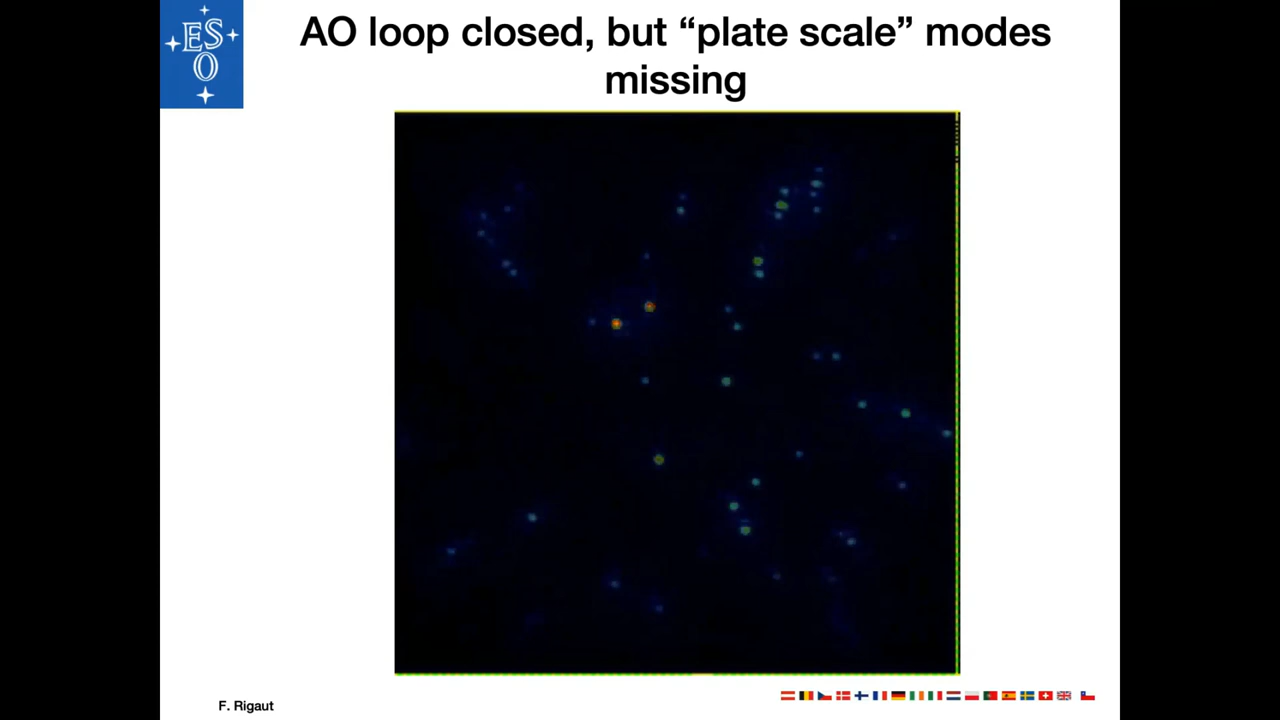 ESO
AO loop closed, but “plate scale” modes
missing
F. Rigaut